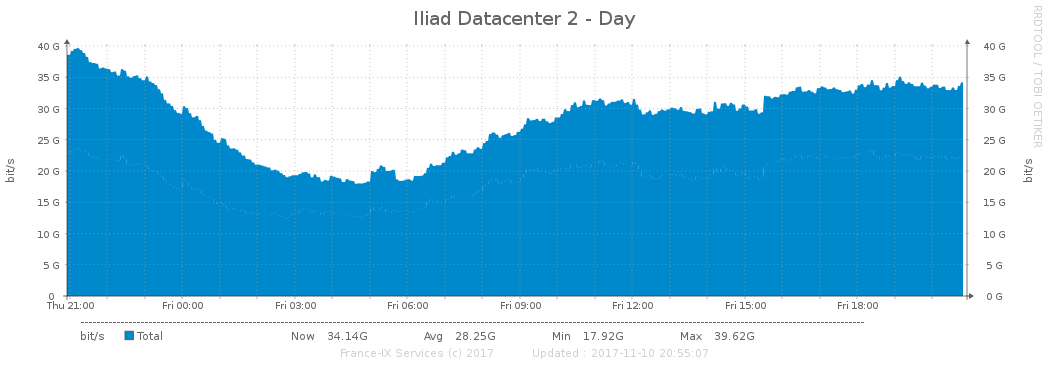 Iliad Datacenter 2 - Day
RRDTOOL / TOBI OETIKER
bit/s
40 G 40 G
35 G 35 G
30 G 30 G
25 G 25 G
20 G 20 G
15 G 15 G
10 G 10 G
5 G 5 G
0 0 G
bit/s
Thu 21:00 Fri 00:00 Fri 03:00 Fri 06:00 Fri 09:00 Fri 12:00 Fri 15:00 Fri 18:00
bit/s Total Now 34.14G Avg 28.25G Min 17.92G Max 39.62G
France-IX Services (c) 2017 Updated : 2017-11-10 20:55:07